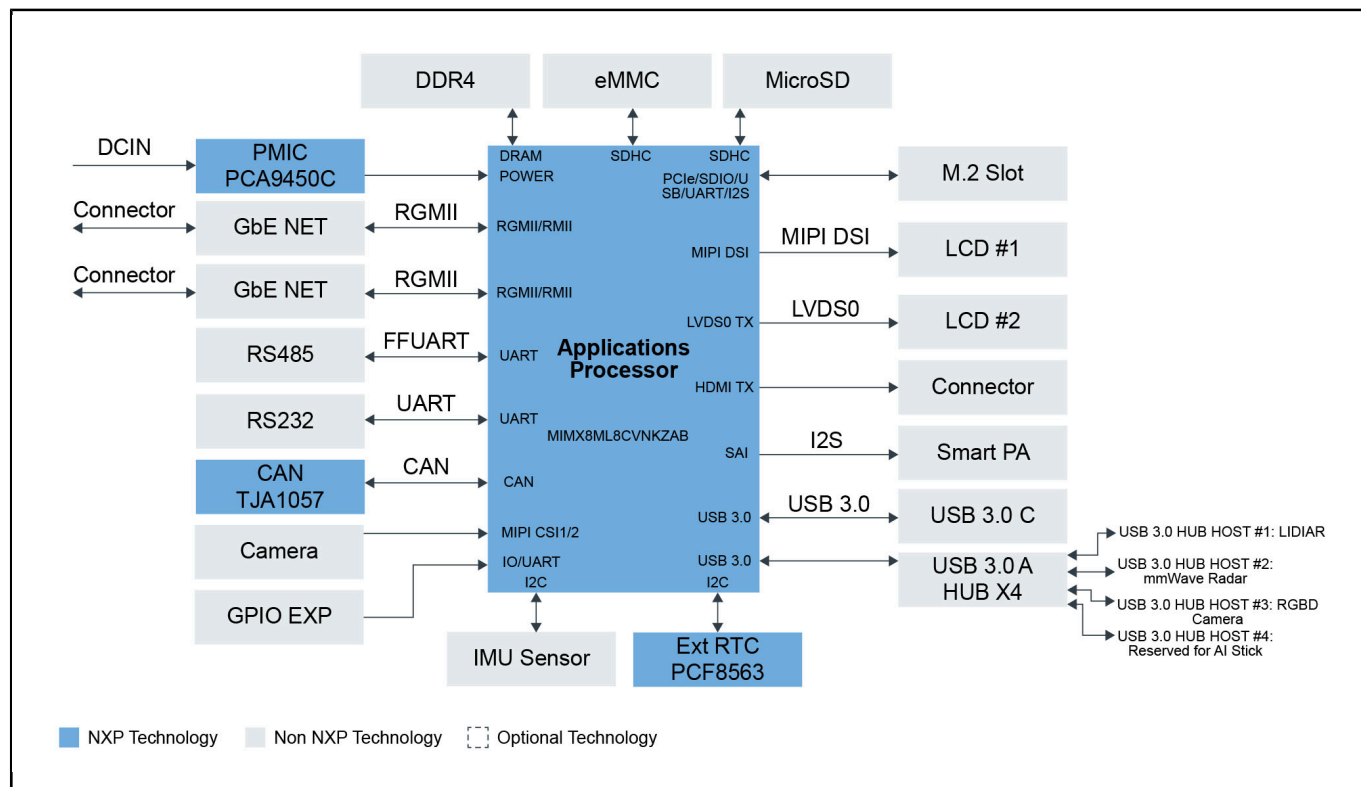 DDR4
eMMC
MicroSD
DCIN
PMIC
PCA9450C
DRAM
SDHC
SDHC
POWER
PCIe/SDIO/U
SB/UART/I2S
M.2 Slot
Connector
GbE NET
RGMII
RGMII/RMII
MIPI DSI
MIPI DSI
LCD #1
Connector
GbE NET
RGMII
RGMII/RMII
LVDS0 TX
LVDS0
LCD #2
RS485
FFUART
UART
Applications
Processor
HDMI TX
Connector
RS232
UART
UART
MIMX8ML8CVNKZAB
SAI
I2S
Smart PA
CAN
TJA1057
CAN
CAN
USB 3.0
USB 3.0
USB 3.0 C
Camera
MIPI CSI1/2
IO/UART
I2C
USB 3.0
I2C
USB 3.0 A
HUB X4
USB 3.0 HUB HOST #1: LIDIAR
USB 3.0 HUB HOST #2:
mmWave Radar
USB 3.0 HUB HOST #3: RGBD
Camera
USB 3.0 HUB HOST #4:
Reserved for AI Stick
GPIO EXP
IMU Sensor
Ext RTC
PCF8563
NXP Technology
Non NXP Technology
Optional Technology